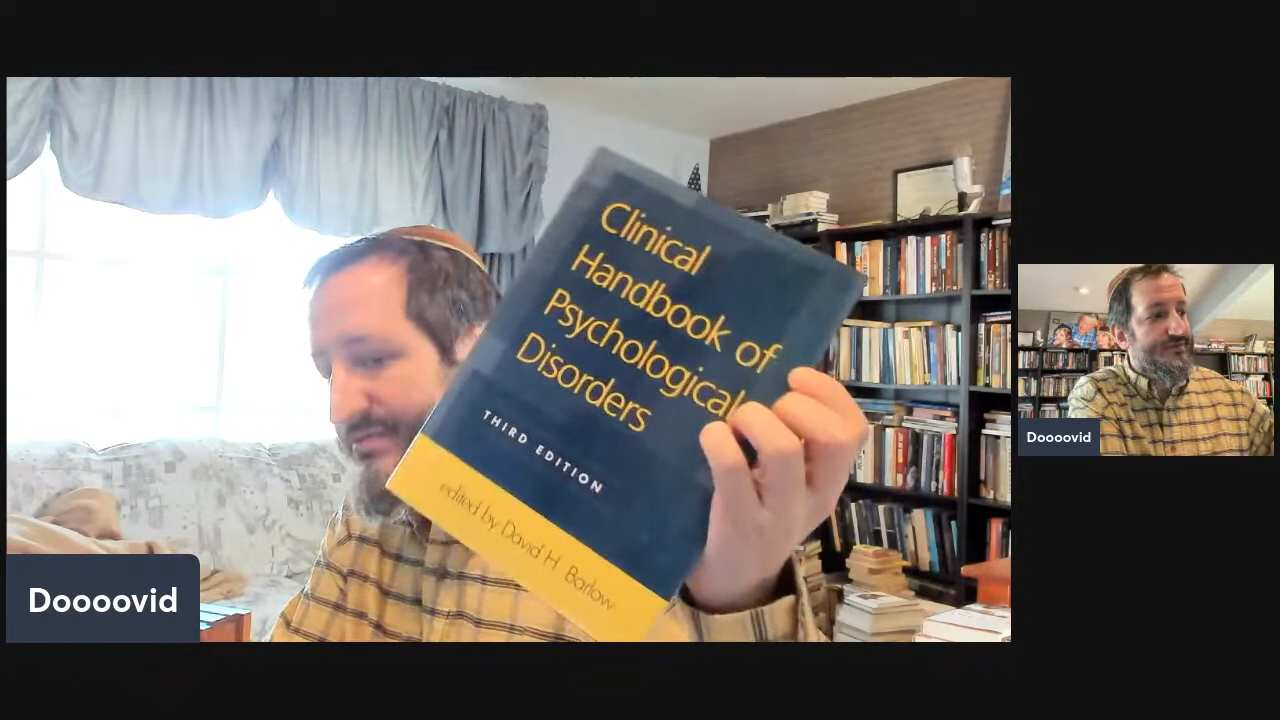 Clinical
Handbook of
Psychological
Disorders
THIRD EDITION
edited by David H. Barlow
Doooovid
Doooovid